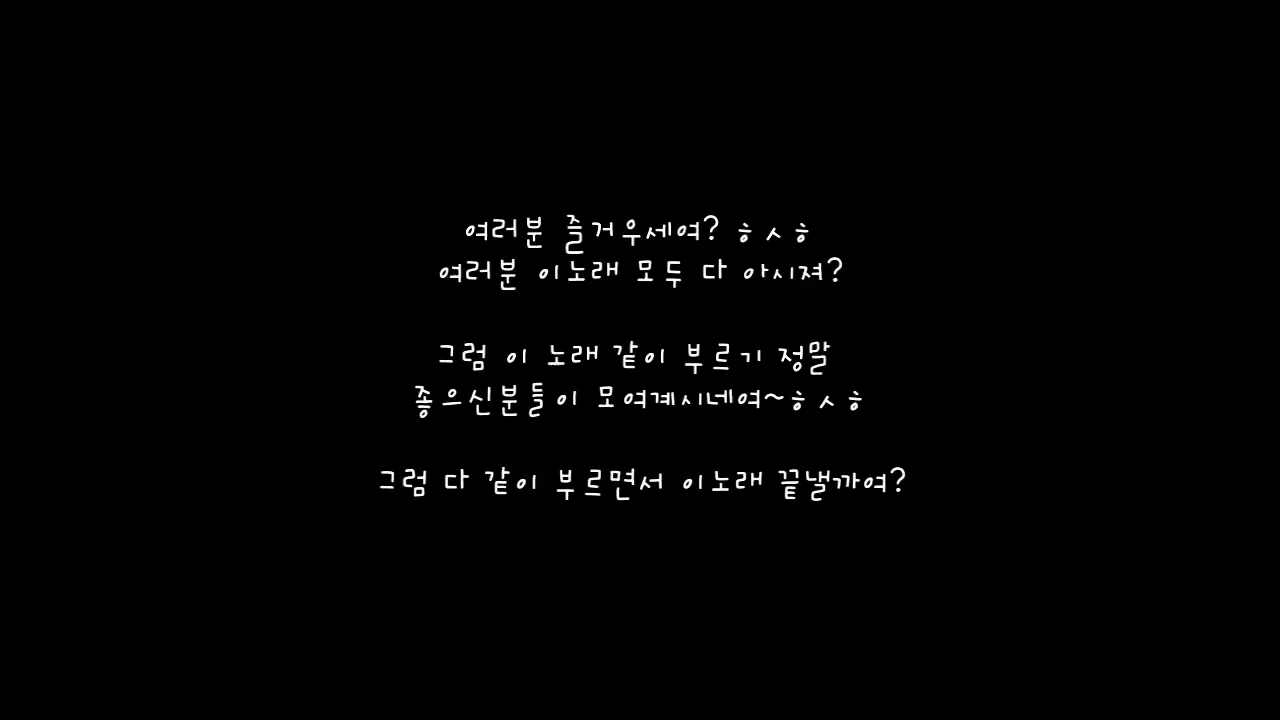 여러분 즐거우세여? ㅎㅅㅎ
여러분 이노래 모두 다 아시져?
그럼 이 노래 같이 부르기 정말
좋으신분들이 모여계시네여~ㅎㅅㅎ
그럼 다 같이 부르면서 이노래 끝낼까여?